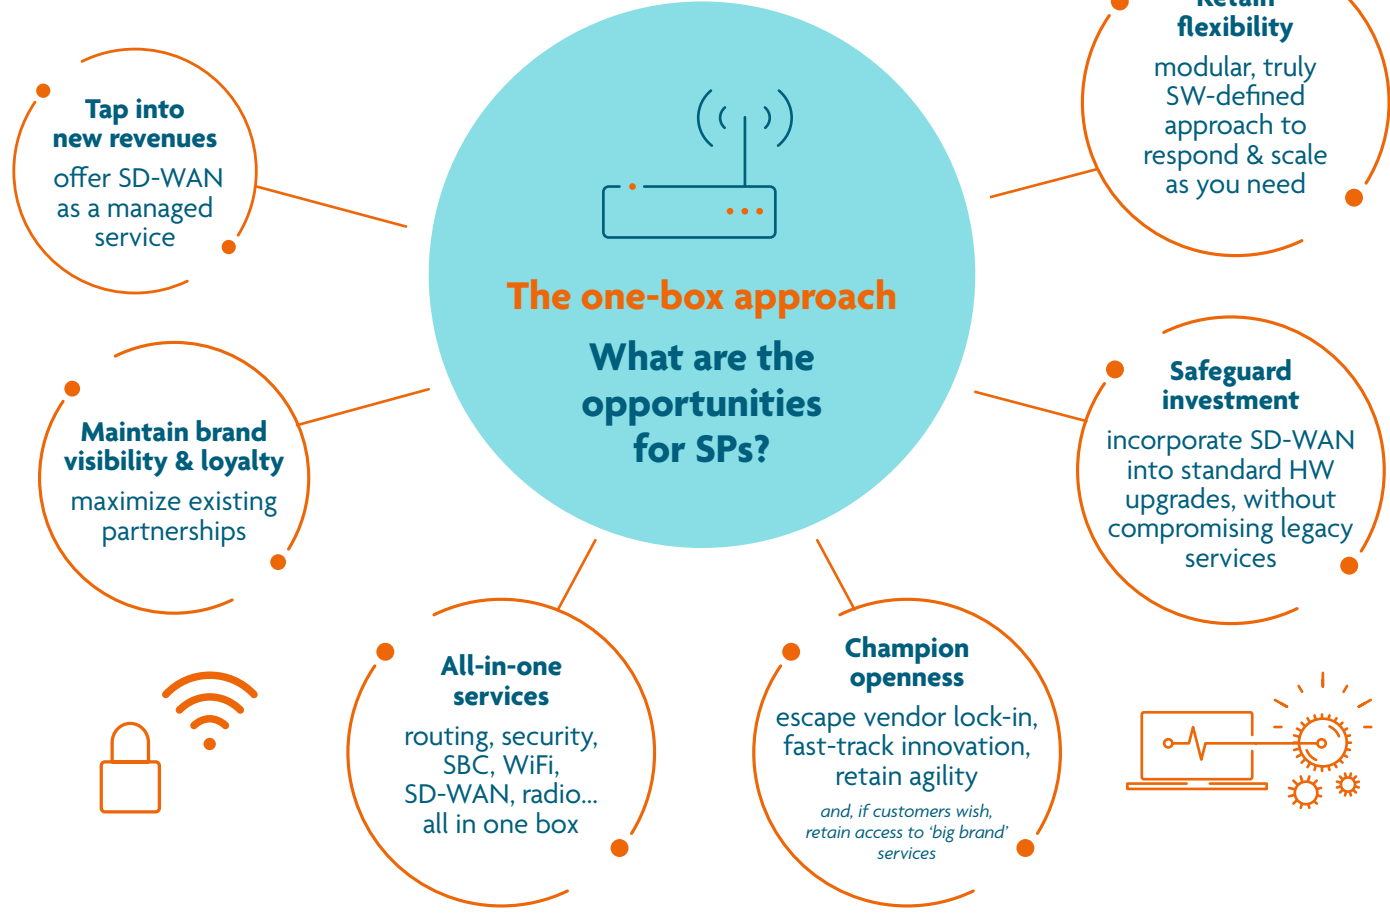 The one-box approach
What are the
opportunities
for SPs?
Tap into
new revenues
offer SD-WAN
as a managed
service
Maintain brand
visibility & loyalty
maximize existing
partnerships
All-in-one
services
routing, security,
SBC, WiFi,
SD-WAN, radio...
all in one box
Champion
openness
escape vendor lock-in,
fast-track innovation,
retain agility
and, if customers wish,
retain access to ‘big brand’
services
Safeguard
investment
incorporate SD-WAN
into standard HW
upgrades, without
compromising legacy
services
Retain
flexibility
modular, truly
SW-defined
approach to
respond & scale
as you need